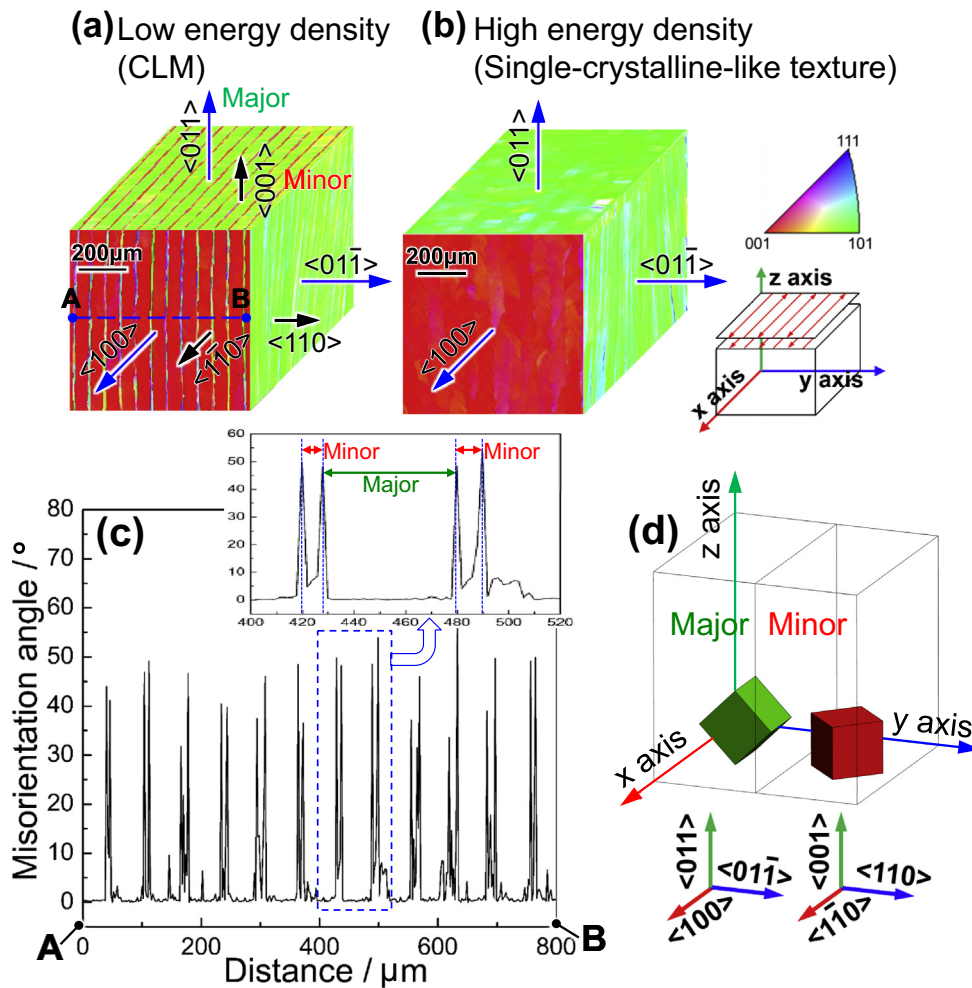 (a) Low energy density
(CLM)
(b) High energy density
(Single-crystalline-like texture)
<011>
Major
<001>
Minor
200µm
A
B
<011̅>
<100>
<1̅10>
<110>
<011>
200µm
<011̅>
<100>
111
001
101
z axis
y axis
x axis
(c)
60
50
40
30
20
10
0
Minor
Minor
Major
400
420
440
460
480
500
520
80
70
60
50
40
30
20
10
0
Misorientation angle / °
A
0
200
400
600
800
B
Distance / µm
(d)
z axis
Major
Minor
x axis
y axis
<011>
<011̅>
<100>
<001>
<110>
<1̅10>